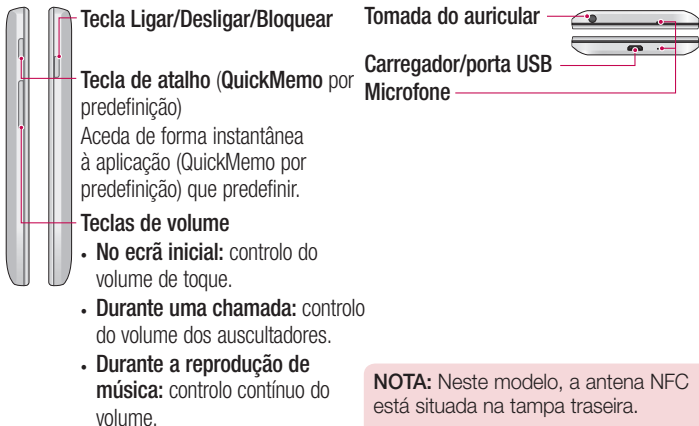 Tecla Ligar/Desligar/Bloquear
Tecla de atalho (QuickMemo por
predefinição)
Aceda de forma instantânea
à aplicação (QuickMemo por
predefinição) que predefinir.
Teclas de volume
• No ecrã inicial: controlo do
volume de toque.
• Durante uma chamada: controlo
do volume dos auscultadores.
• Durante a reprodução de
música: controlo contínuo do
volume.
Tomada do auricular
Carregador/porta USB
Microfone
NOTA: Neste modelo, a antena NFC
está situada na tampa traseira.